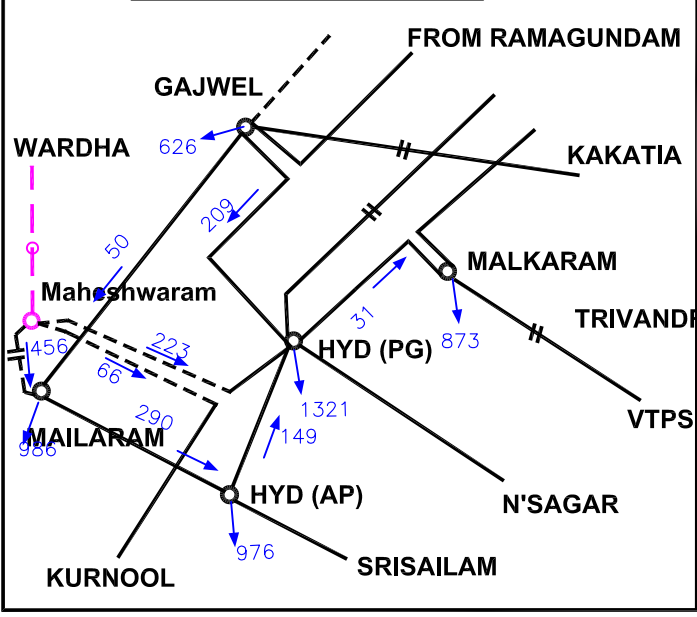 FROM RAMAGUNDAM
GAJWEL
626
WARDHA
KAKATIA
209
50
MALKARAM
Maheshwaram
TRIVANDR
31
873
456
223
HYD (PG)
66
1321
VTPS
290
149
MAILARAM
986
HYD (AP)
N'SAGAR
976
SRISAILAM
KURNOOL